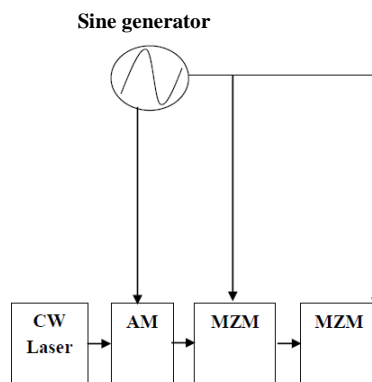 Sine generator
CW
Laser
AM
MZM
MZM